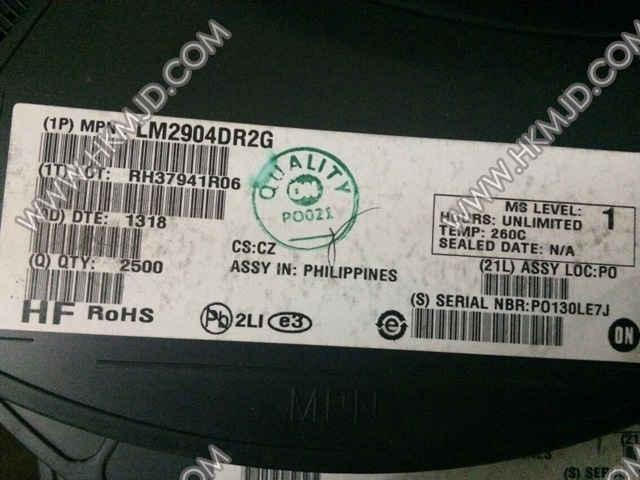 WWW.HKMJD.COM
WWW.HKMJD.COM
WWW.HKMJD.COM
(1P) MPN: LM2904DR2G
(1T) LOT: RH37941R06
(9D) DTE: 1318
(Q) QTY: 2500
HF RoHS
QUALITY
ON
PO021
CS:CZ
ASSY IN: PHILIPPINES
Pb 2LI e3
e
MS LEVEL: 1
HOURS: UNLIMITED
TEMP: 260C
SEALED DATE: N/A
(21L) ASSY LOC:PO
(S) SERIAL NBR:PO130LE7J
ON
MPN